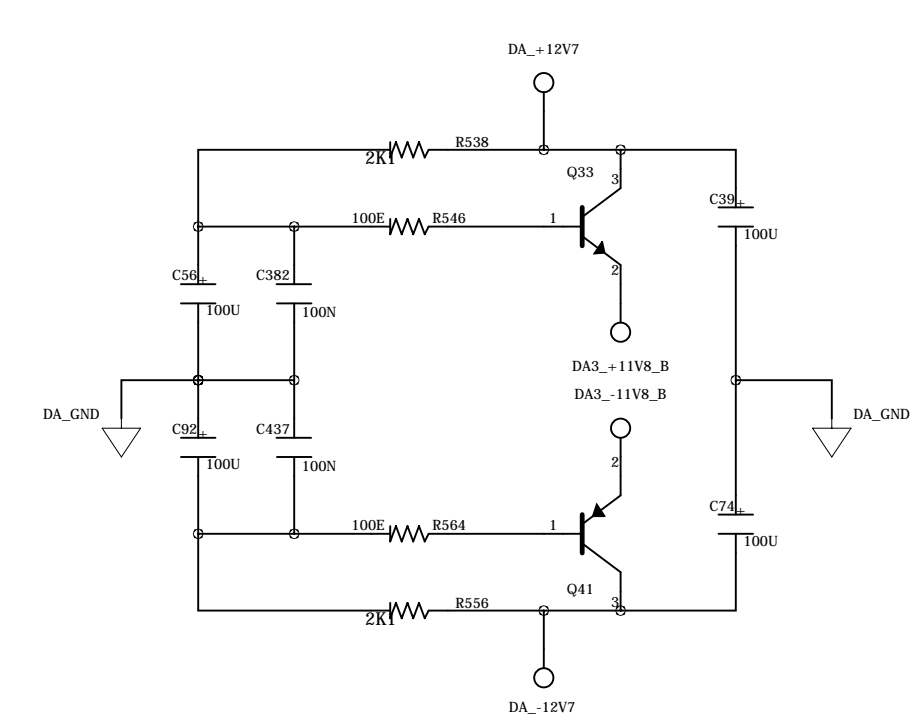 DA_+12V7
R538
2K1
Q33
3
C39
+
100U
100E
R546
1
2
C56
+
100U
C382
100N
DA3_+11V8_B
DA3_-11V8_B
DA_GND
DA_GND
C92
+
100U
C437
100N
2
C74
+
100U
100E
R564
1
Q41
3
R556
2K1
DA_-12V7